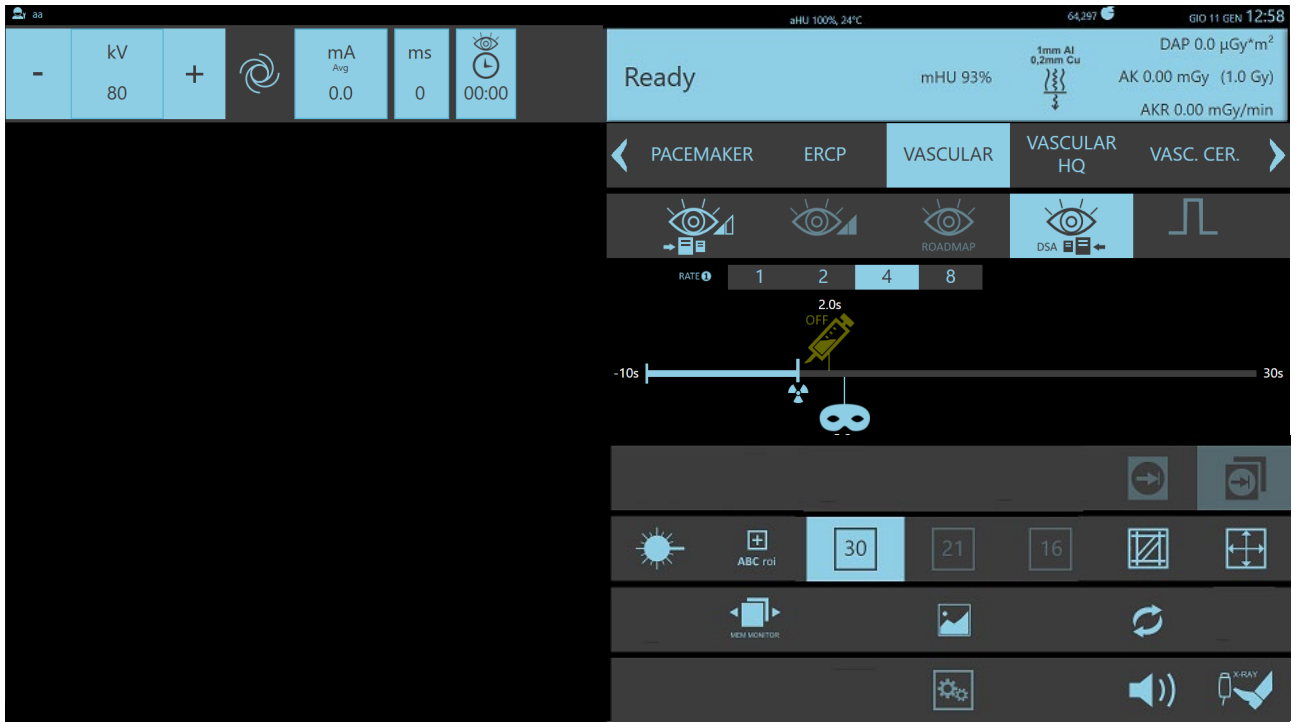 aa
aHU 100%, 24°C
64,297
GIO 11 GEN 12:58
-
kV
80
+
mA
Avg
0.0
ms
0
00:00
Ready
mHU 93%
1mm Al
0,2mm Cu
DAP 0.0 µGy*m²
AK 0.00 mGy (1.0 Gy)
AKR 0.00 mGy/min
PACEMAKER
ERCP
VASCULAR
VASCULAR
HQ
VASC. CER.
ROADMAP
DSA
RATE 1
1
2
4
8
2.0s
OFF
-10s
30s
ABC roi
30
21
16
MEM MONITOR
X-RAY